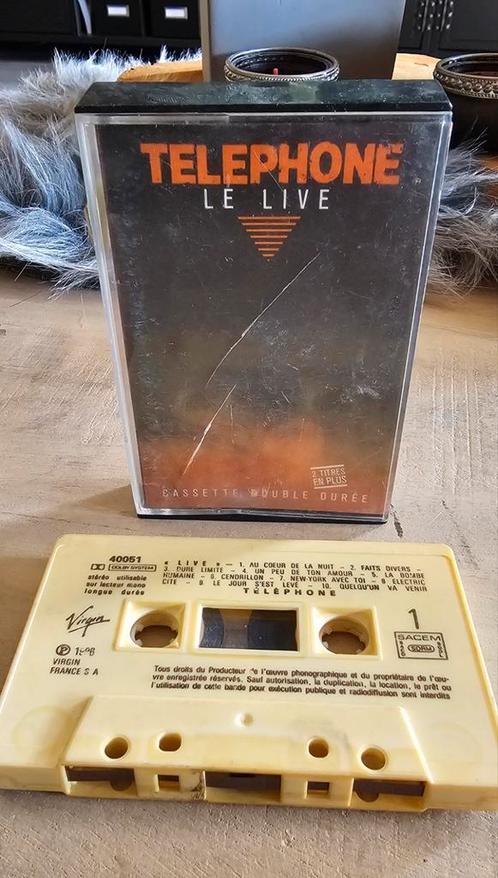 TELEPHONE
LE LIVE
2 TITRES
EN PLUS
CASSETTE DOUBLE DURÉE
40051
DOLBY SYSTEM
stéréo utilisable
sur lecteur mono
longue durée
« LIVE » — 1. AU COEUR DE LA NUIT - 2. FAITS DIVERS -
3. DURE LIMITE - 4. UN PEU DE TON AMOUR - 5. LA BOMBE
HUMAINE - 6. CENDRILLON - 7. NEW-YORK AVEC TOI - 8. ELECTRIC
CITE - 9. LE JOUR S'EST LEVÉ - 10. QUELQU'UN VA VENIR
TÉLÉPHONE
Virgin
1
SACEM
SDRM
℗
VIRGIN
FRANCE S A
Tous droits du Producteur de l'œuvre phonographique et du propriétaire de l'œu-
vre enregistrée réservés. Sauf autorisation, la duplication, la location, le prêt ou
l'utilisation de cette bande pour exécution publique et radiodiffusion sont interdits